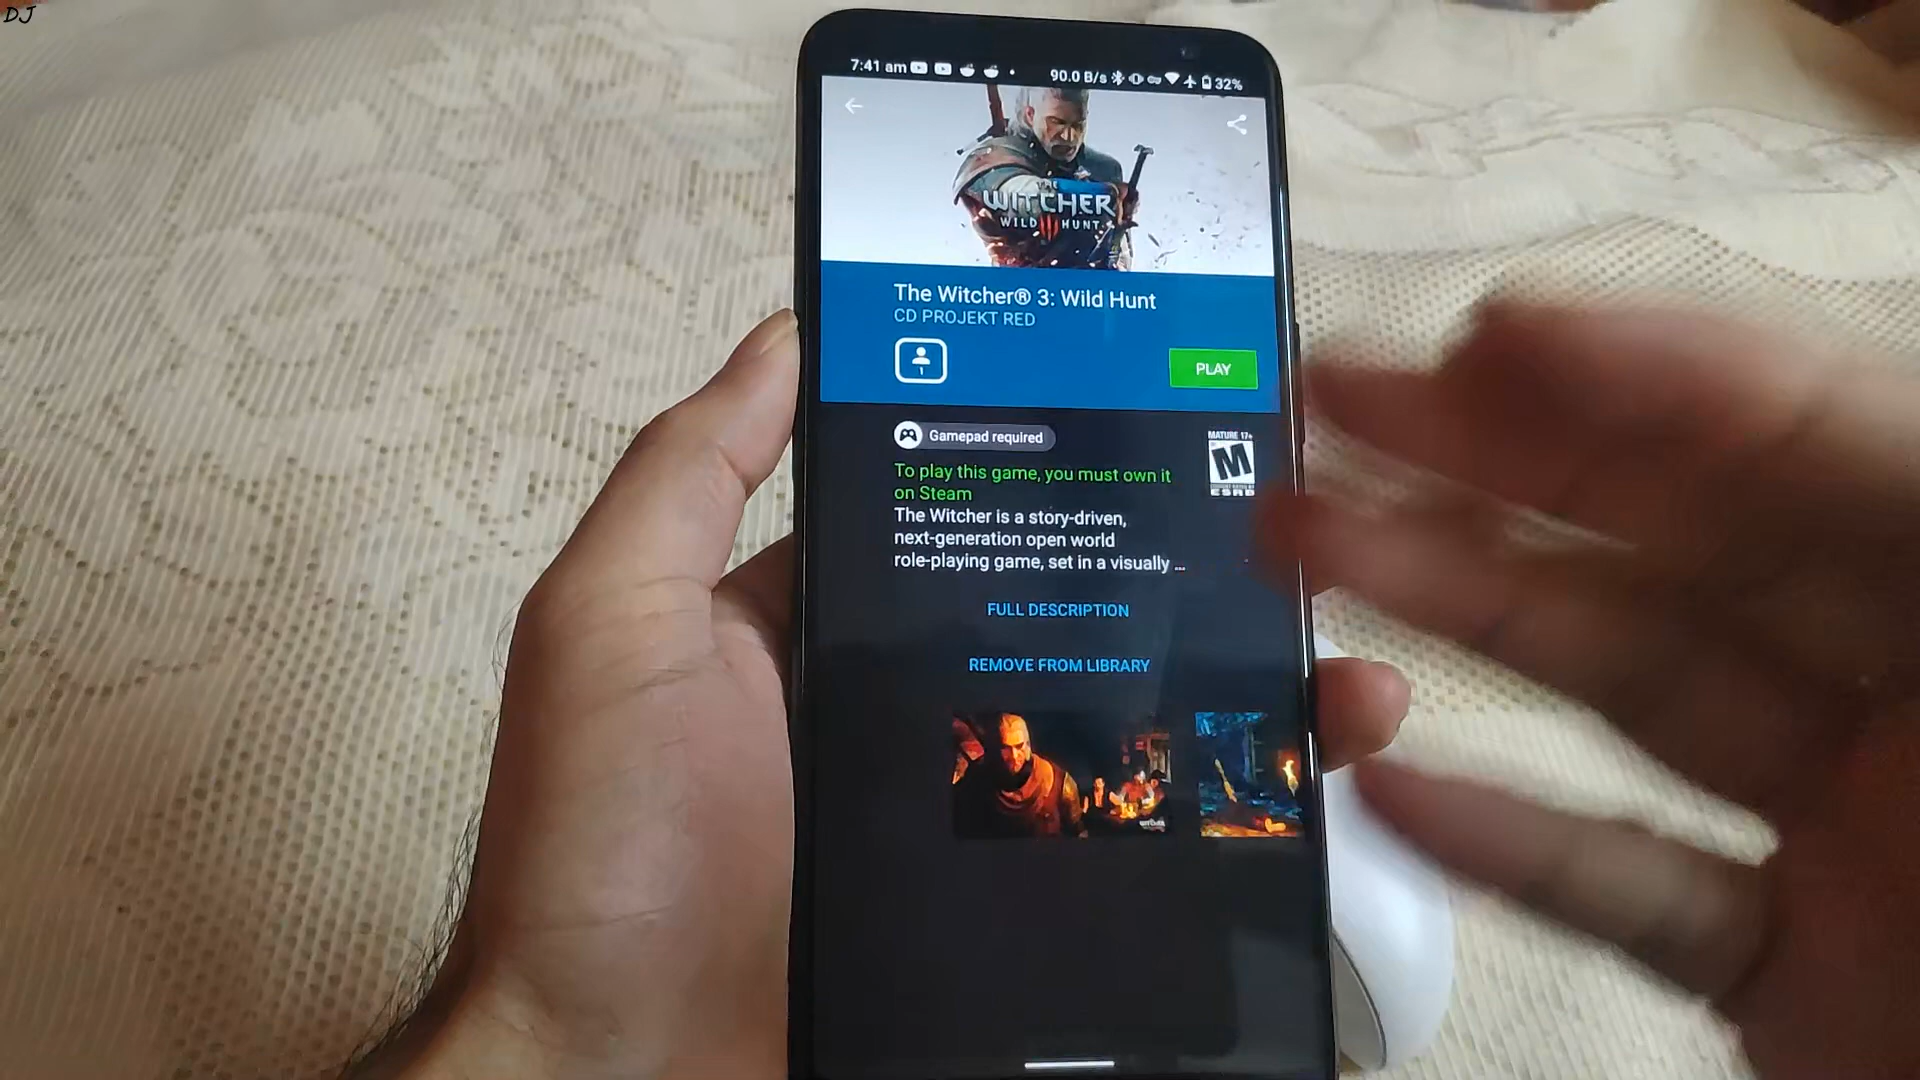 DJ
7:41 am
90.0 B/s
32%
THE
WITCHER
WILD HUNT
The Witcher® 3: Wild Hunt
CD PROJEKT RED
1
PLAY
Gamepad required
MATURE 17+
M
ESRB
To play this game, you must own it
on Steam
The Witcher is a story-driven,
next-generation open world
role-playing game, set in a visually ...
FULL DESCRIPTION
REMOVE FROM LIBRARY